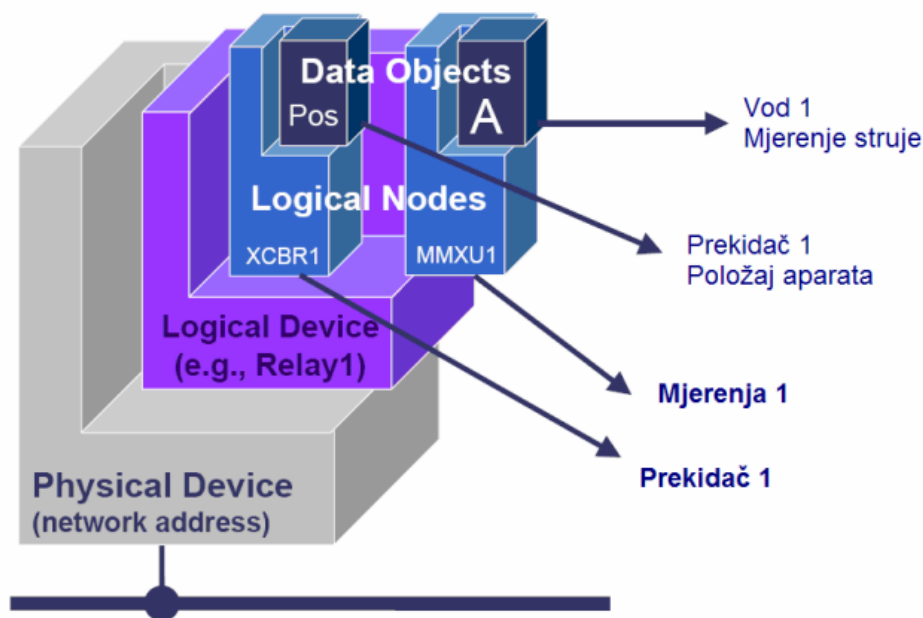 Data Objects
Pos
A
Vod 1
Mjerenje struje
Logical Nodes
XCBR1
MMXU1
Prekidač 1
Položaj aparata
Logical Device
(e.g., Relay1)
Mjerenja 1
Prekidač 1
Physical Device
(network address)